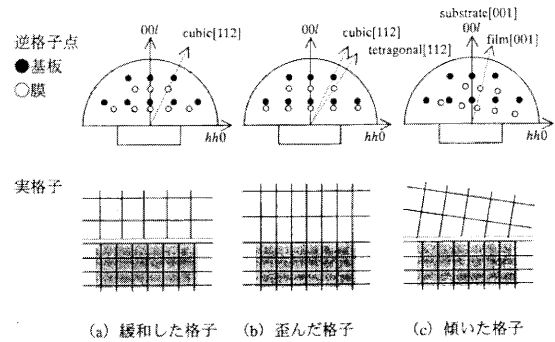 逆格子点
●基板
○膜
00l
cubic[112]
hh0
00l
cubic[112]
tetragonal[112]
hh0
substrate[001]
00l
film[001]
hh0
実格子
(a) 緩和した格子
(b) 歪んだ格子
(c) 傾いた格子